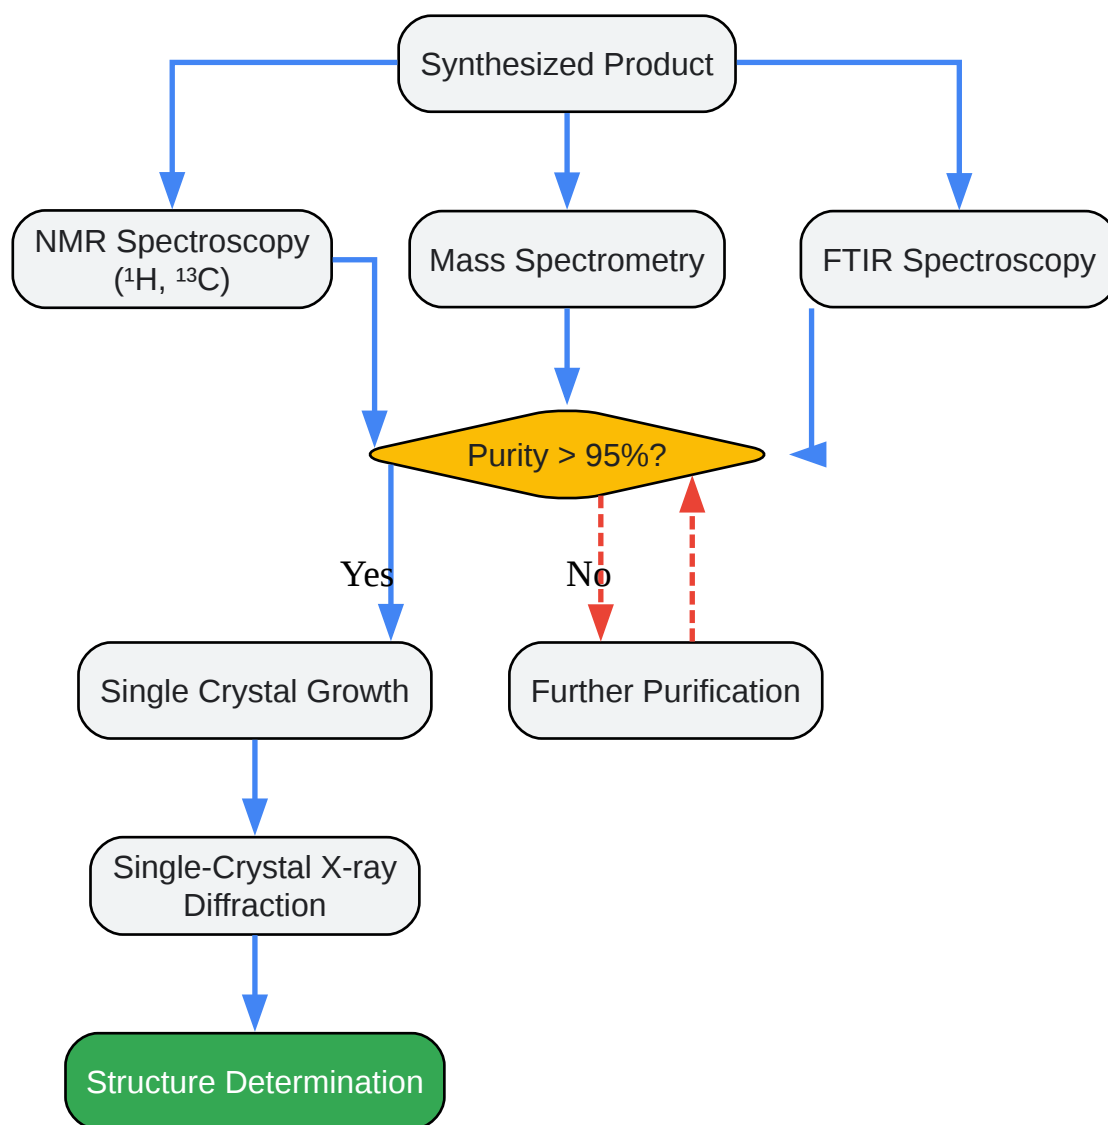 Synthesized Product
NMR Spectroscopy
(¹H, ¹³C)
Mass Spectrometry
FTIR Spectroscopy
Purity > 95%?
Yes
No
Single Crystal Growth
Further Purification
Single-Crystal X-ray
Diffraction
Structure Determination